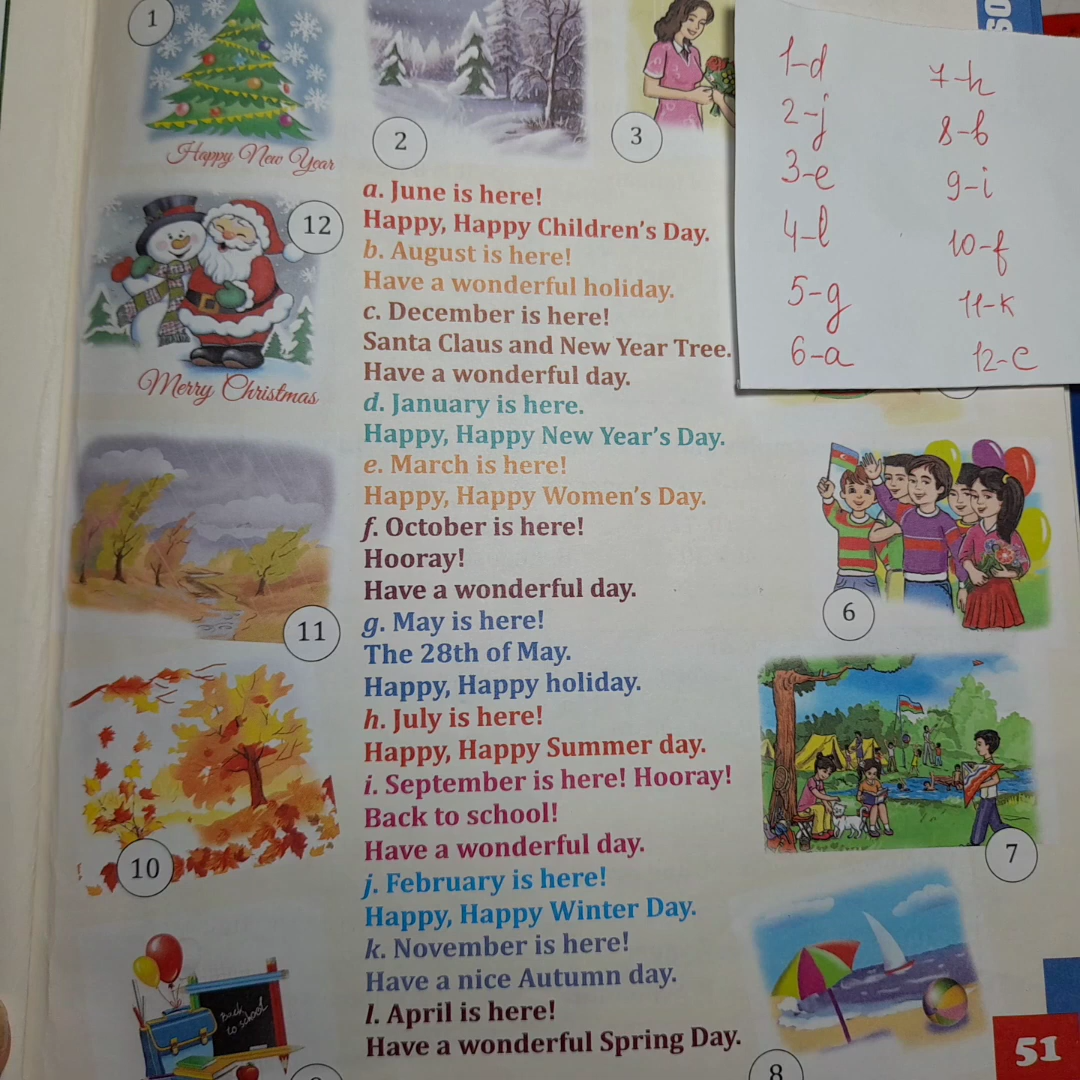 1
Happy New Year
2
3
12
Merry Christmas
11
10
Back
to school
a. June is here!
Happy, Happy Children's Day.
b. August is here!
Have a wonderful holiday.
c. December is here!
Santa Claus and New Year Tree.
Have a wonderful day.
d. January is here.
Happy, Happy New Year's Day.
e. March is here!
Happy, Happy Women's Day.
f. October is here!
Hooray!
Have a wonderful day.
g. May is here!
The 28th of May.
Happy, Happy holiday.
h. July is here!
Happy, Happy Summer day.
i. September is here! Hooray!
Back to school!
Have a wonderful day.
j. February is here!
Happy, Happy Winter Day.
k. November is here!
Have a nice Autumn day.
l. April is here!
Have a wonderful Spring Day.
1-d
2-j
3-e
4-l
5-g
6-a
7-h
8-b
9-i
10-f
11-k
12-c
6
7
8
51